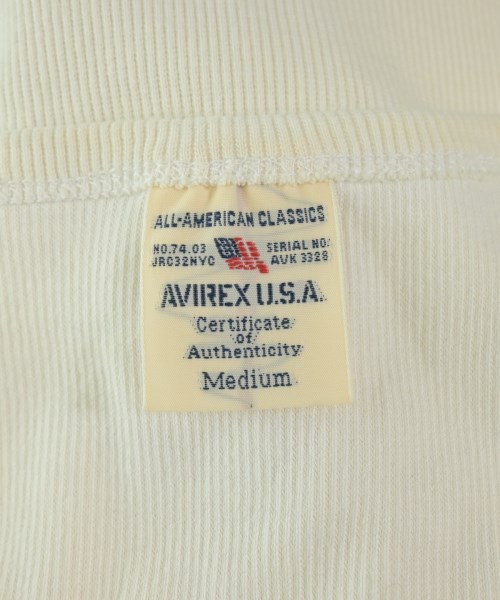 ALL-AMERICAN CLASSICS
NO.74.03 SERIAL NO.
JRC32NYC AVK 3328
AVIREX U.S.A.
Certificate
of
Authenticity
Medium